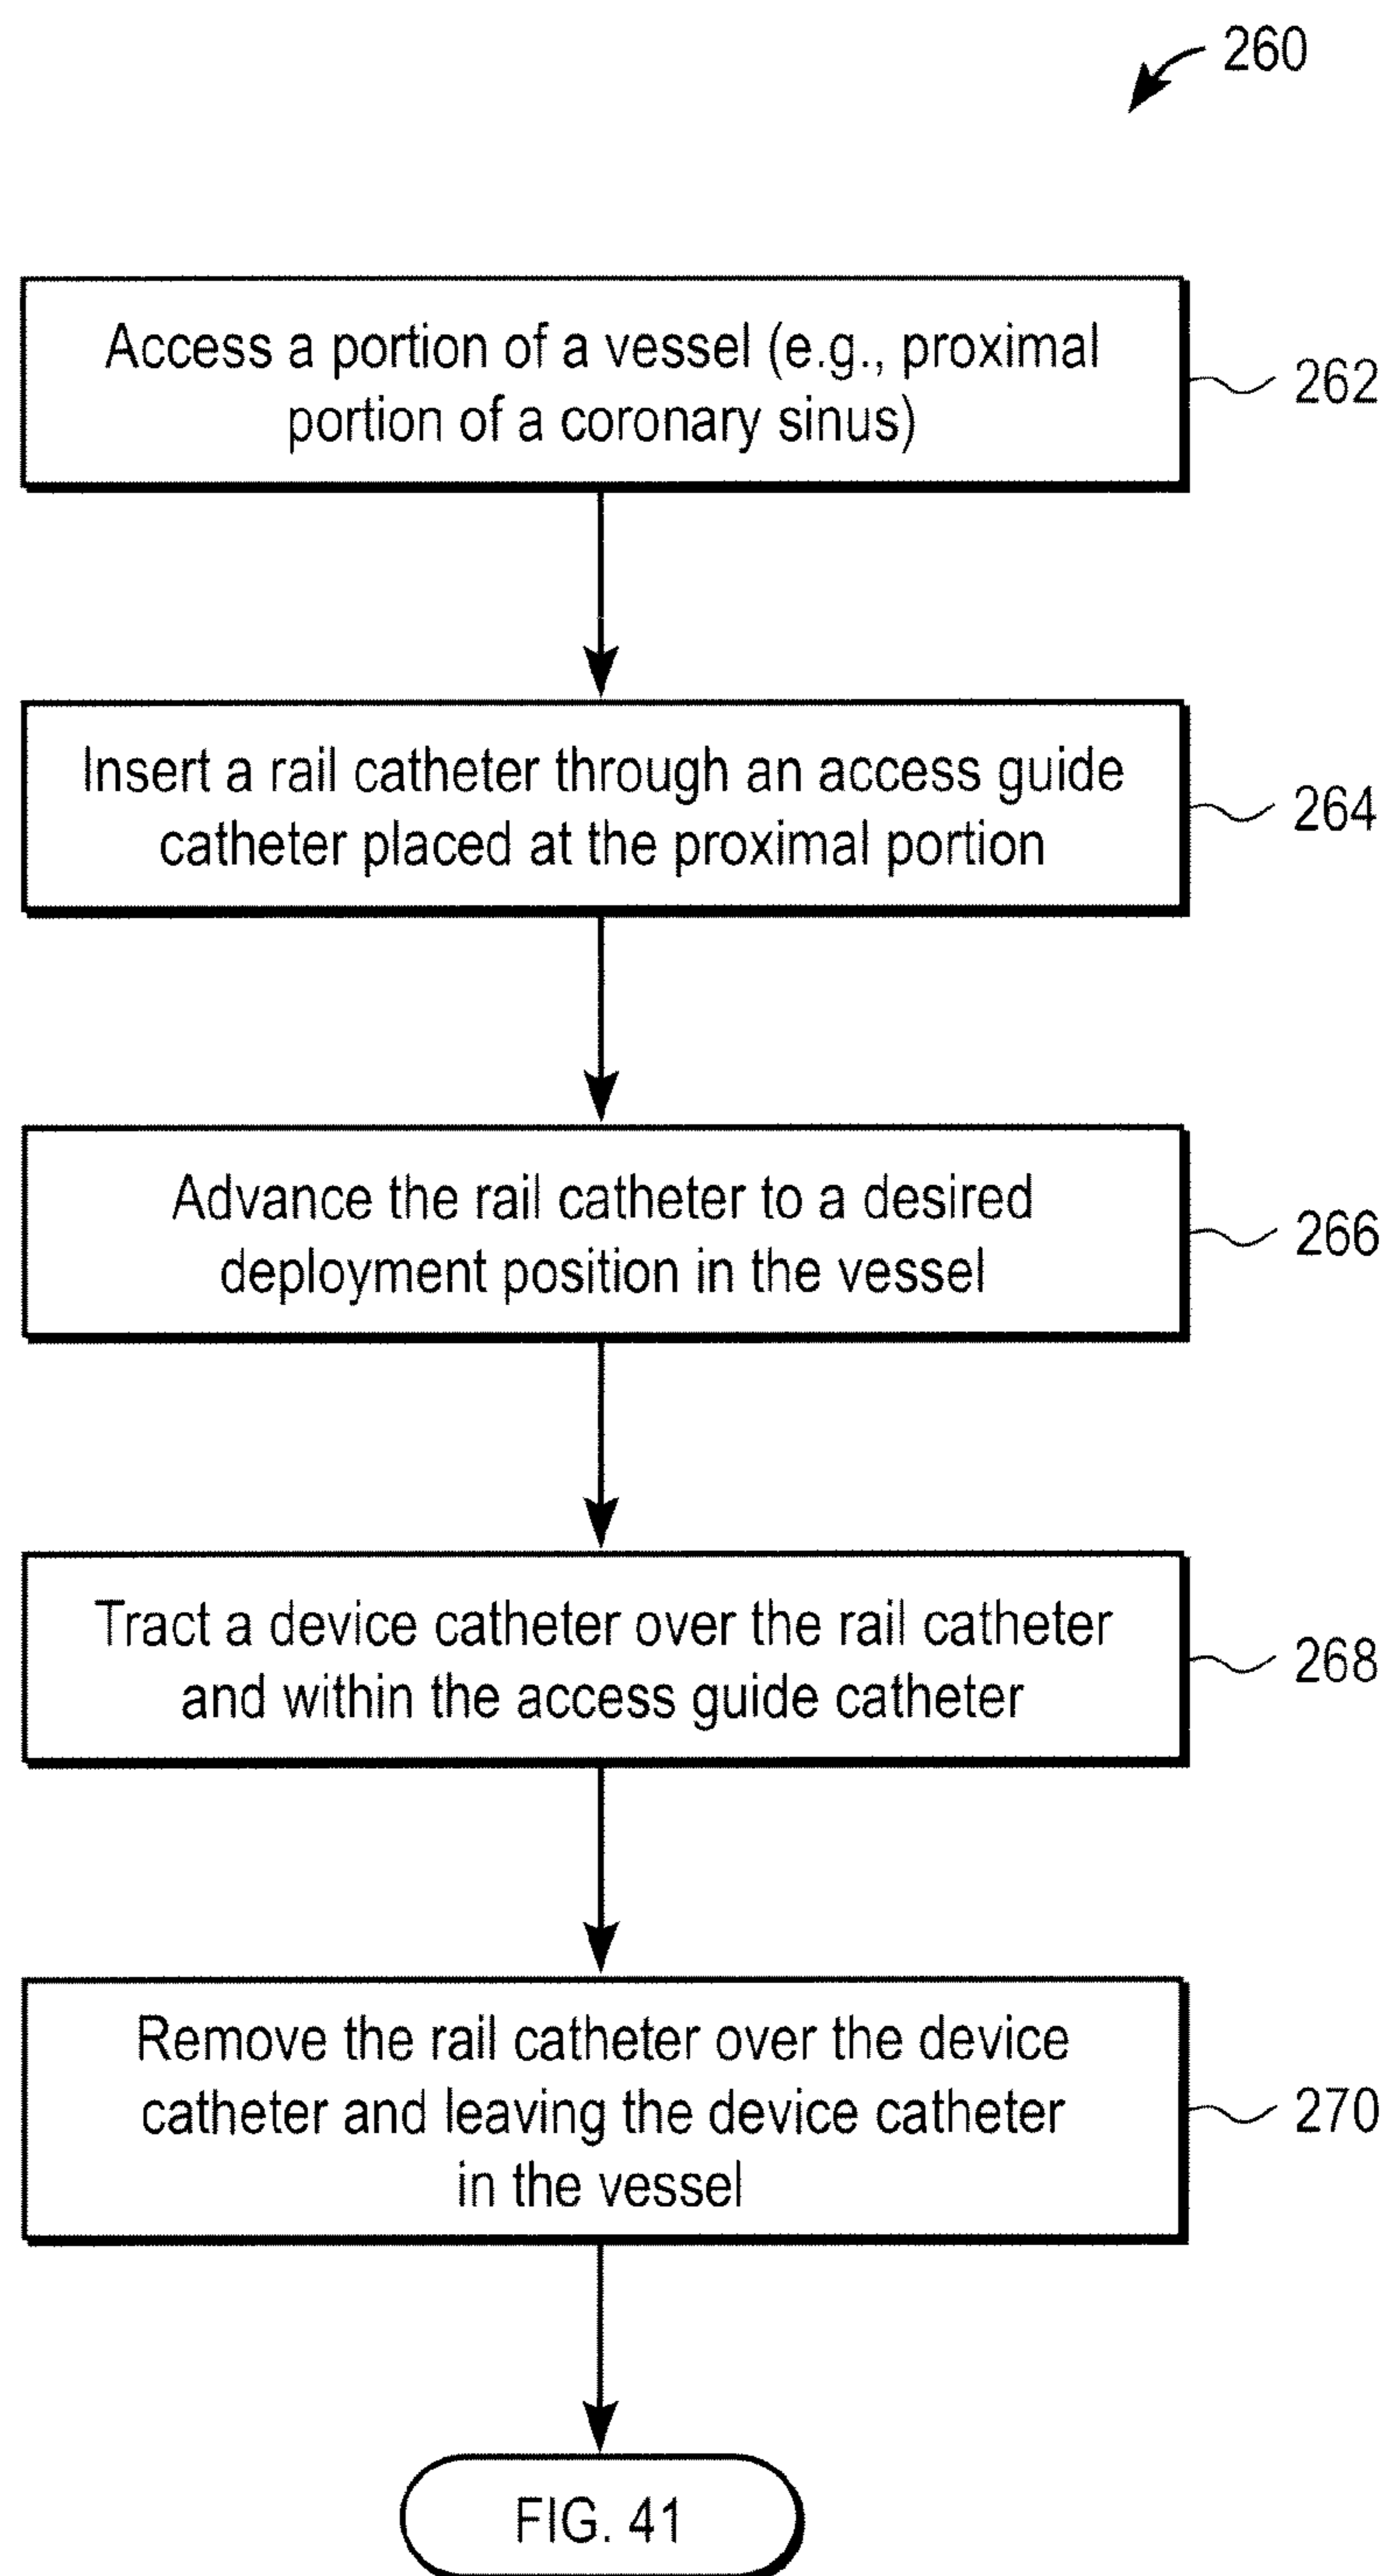 260
Access a portion of a vessel (e.g., proximal
portion of a coronary sinus)
262
Insert a rail catheter through an access guide
catheter placed at the proximal portion
264
Advance the rail catheter to a desired
deployment position in the vessel
266
Tract a device catheter over the rail catheter
and within the access guide catheter
268
Remove the rail catheter over the device
catheter and leaving the device catheter
in the vessel
270
FIG. 41